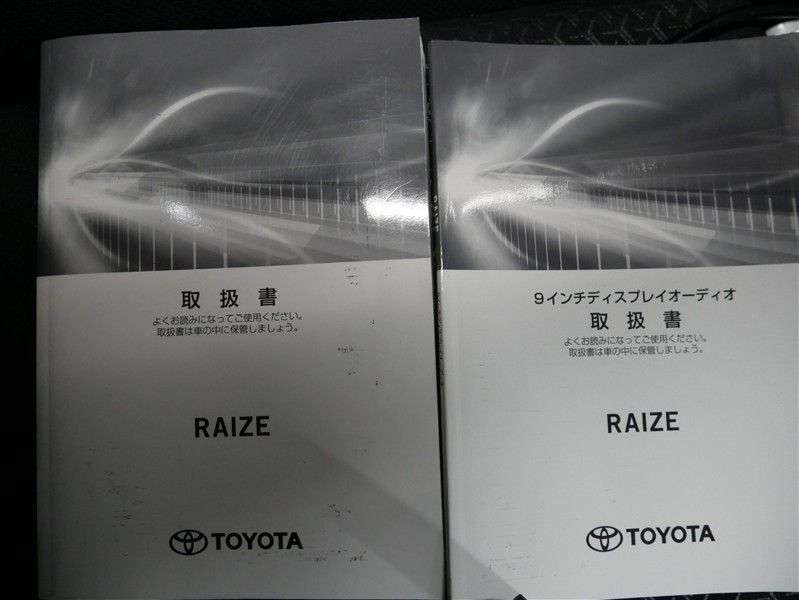 取扱書
よくお読みになってご使用ください。
取扱書は車の中に保管しましょう。
RAIZE
TOYOTA
9インチディスプレイオーディオ
取扱書
よくお読みになってご使用ください。
取扱書は車の中に保管しましょう。
RAIZE
TOYOTA